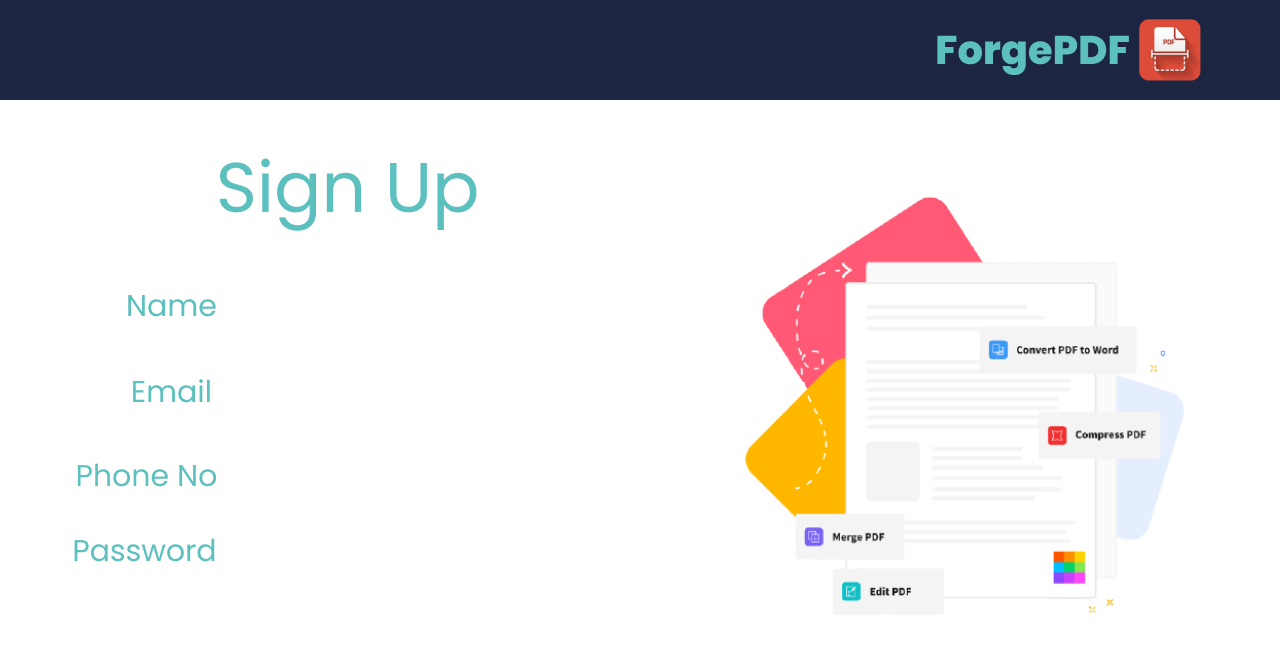 ForgePDF
PDF
Sign Up
Name
Email
Phone No
Password
Convert PDF to Word
Compress PDF
Merge PDF
Edit PDF